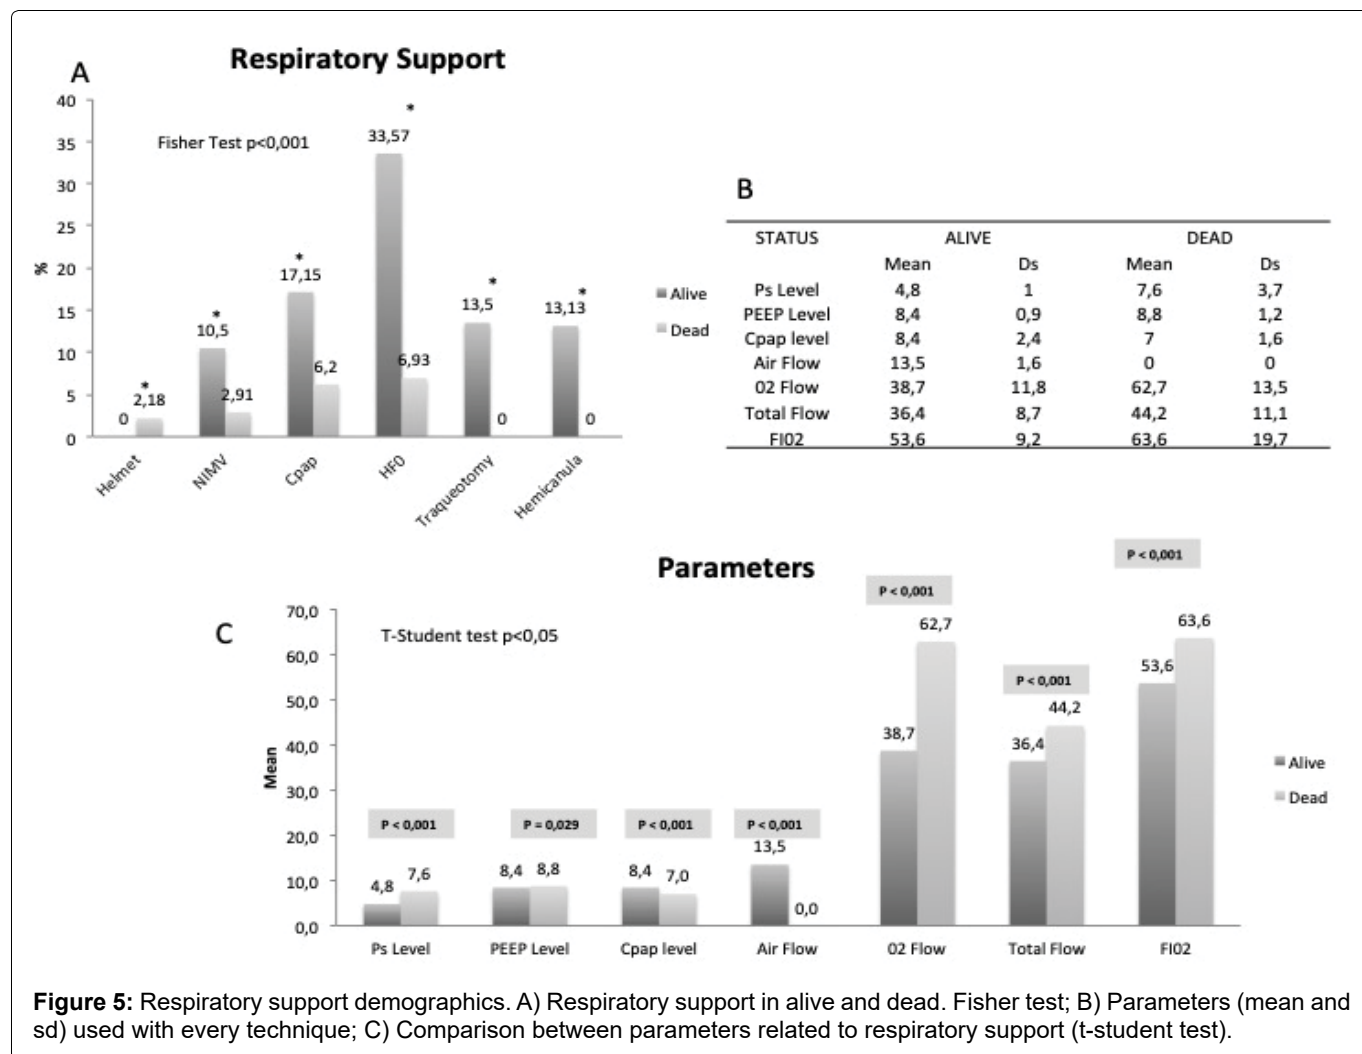 Respiratory Support
A
40
35
30
25
20
15
10
5
0
%
Fisher Test p<0,001
0
* 2,18
* 10,5
2,91
* 17,15
6,2
* 33,57
6,93
* 13,5
0
* 13,13
0
Helmet
NIMV
Cpap
HF0
Traqueotomy
Hemicanula
Alive
Dead
B
STATUS ALIVE DEAD
Mean Ds Mean Ds
Ps Level 4,8 1 7,6 3,7
PEEP Level 8,4 0,9 8,8 1,2
Cpap level 8,4 2,4 7 1,6
Air Flow 13,5 1,6 0 0
02 Flow 38,7 11,8 62,7 13,5
Total Flow 36,4 8,7 44,2 11,1
FI02 53,6 9,2 63,6 19,7
Parameters
C
70,0
60,0
50,0
40,0
30,0
20,0
10,0
0,0
Mean
T-Student test p<0,05
P < 0,001
4,8
7,6
P = 0,029
8,4
8,8
P < 0,001
8,4
7,0
P < 0,001
13,5
0,0
P < 0,001
38,7
62,7
P < 0,001
36,4
44,2
P < 0,001
53,6
63,6
Ps Level
PEEP Level
Cpap level
Air Flow
02 Flow
Total Flow
FI02
Alive
Dead
Figure 5: Respiratory support demographics. A) Respiratory support in alive and dead. Fisher test; B) Parameters (mean and
sd) used with every technique; C) Comparison between parameters related to respiratory support (t-student test).